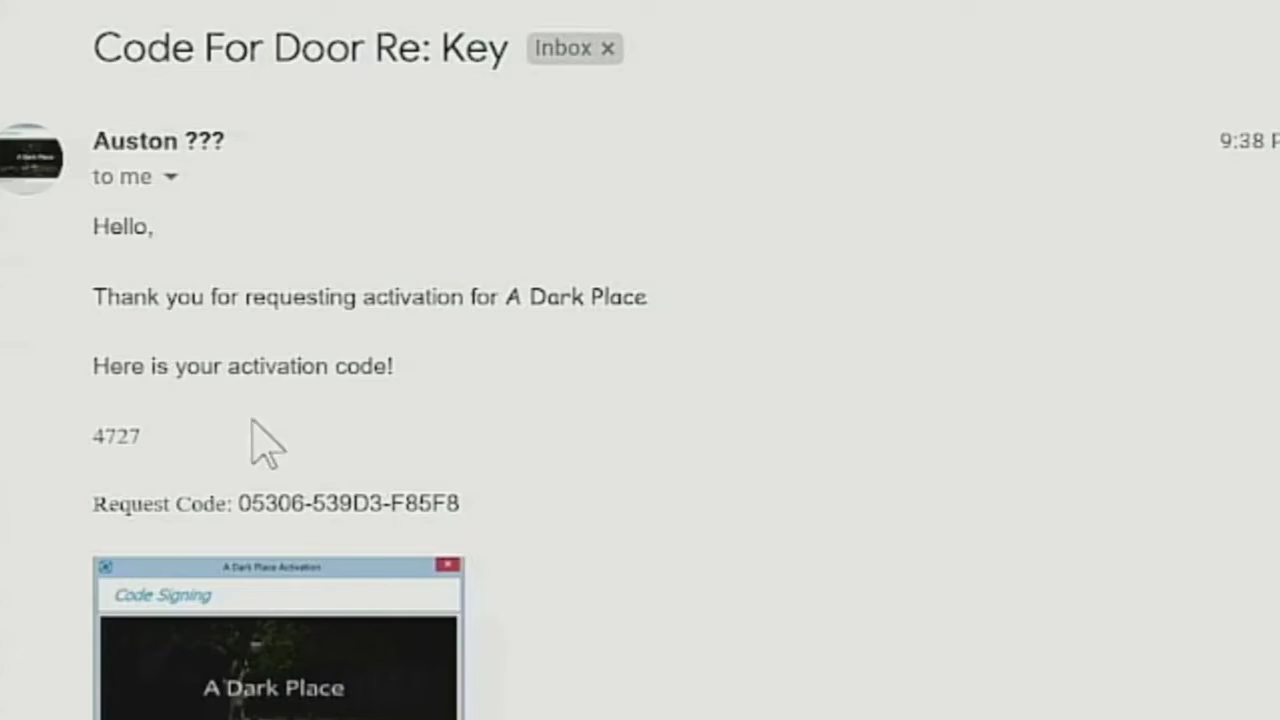 Code For Door Re: Key Inbox ×
Auston ???
9:38 P
to me
Hello,
Thank you for requesting activation for A Dark Place
Here is your activation code!
4727
Request Code: 05306-539D3-F85F8
A Dark Place Activation
Code Signing
A Dark Place